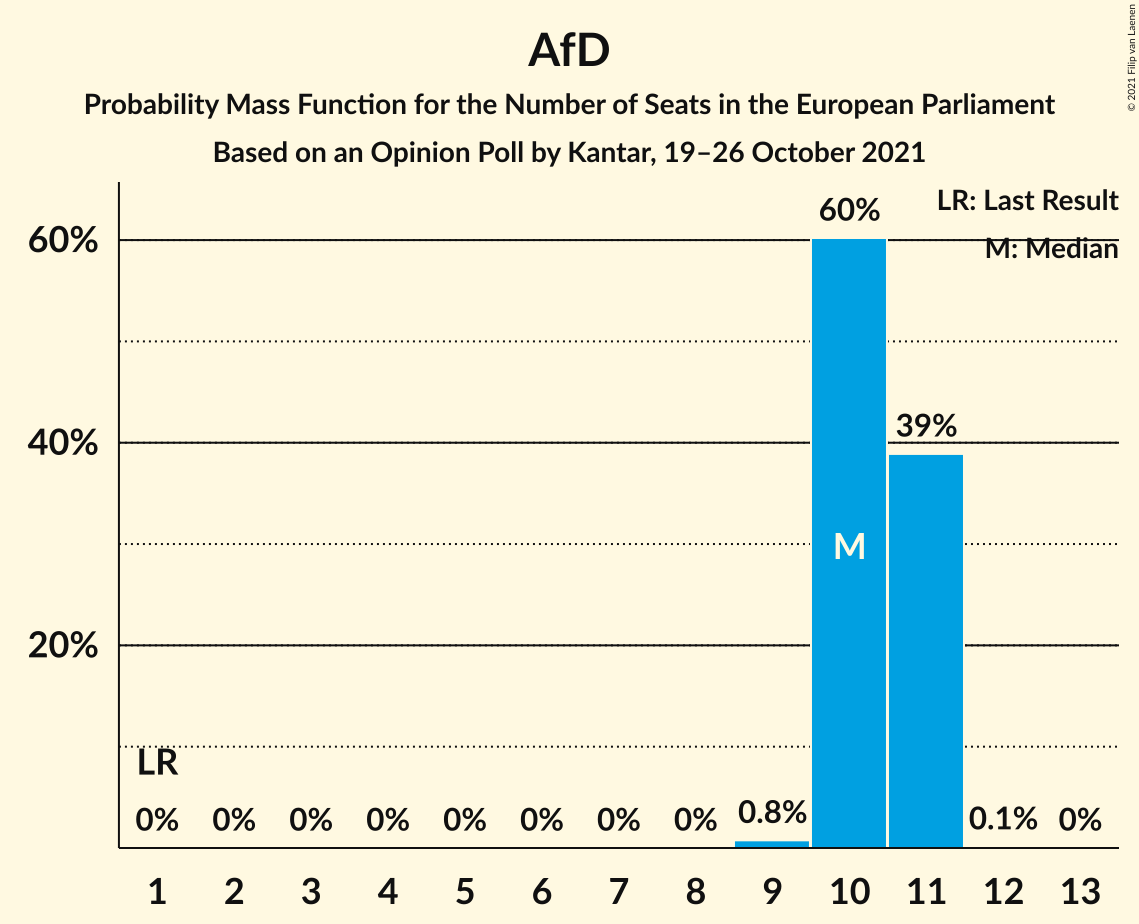 AfD
Probability Mass Function for the Number of Seats in the European Parliament
Based on an Opinion Poll by Kantar, 19–26 October 2021
© 2021 Filip van Laenen
LR: Last Result
M: Median
60%
40%
20%
60%
39%
M
LR
0% 0% 0% 0% 0% 0% 0% 0% 0.8% 0.1% 0%
1 2 3 4 5 6 7 8 9 10 11 12 13